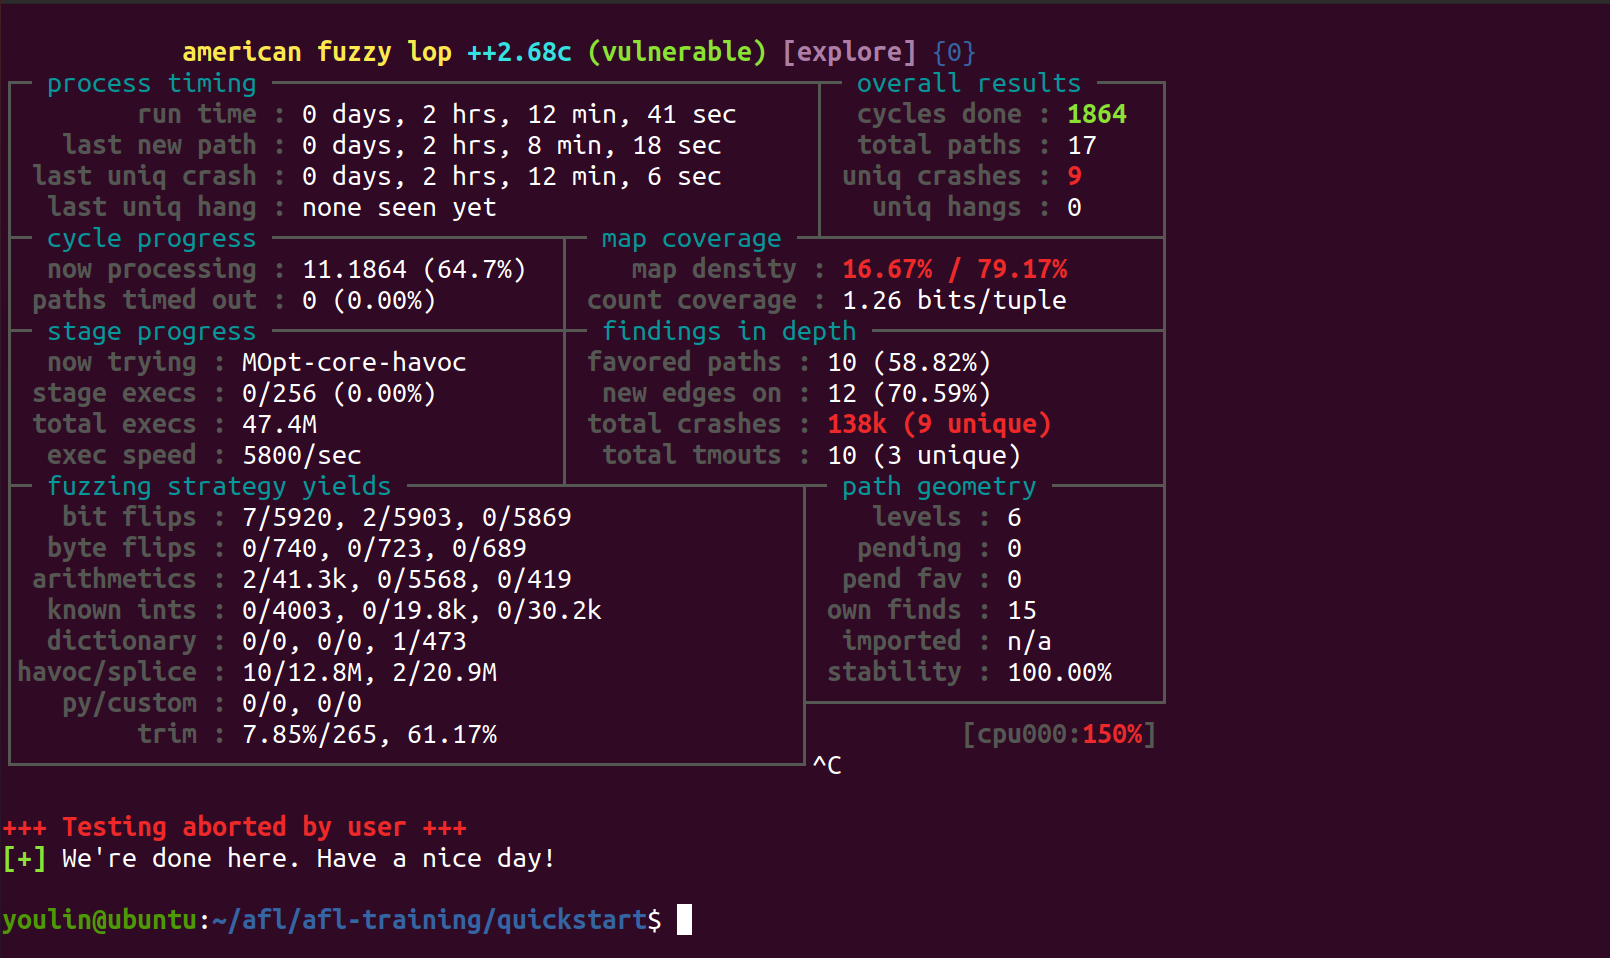 american fuzzy lop ++2.68c (vulnerable) [explore] {0}
process timing overall results
run time : 0 days, 2 hrs, 12 min, 41 sec cycles done : 1864
last new path : 0 days, 2 hrs, 8 min, 18 sec total paths : 17
last uniq crash : 0 days, 2 hrs, 12 min, 6 sec uniq crashes : 9
last uniq hang : none seen yet uniq hangs : 0
cycle progress map coverage
now processing : 11.1864 (64.7%) map density : 16.67% / 79.17%
paths timed out : 0 (0.00%) count coverage : 1.26 bits/tuple
stage progress findings in depth
now trying : MOpt-core-havoc favored paths : 10 (58.82%)
stage execs : 0/256 (0.00%) new edges on : 12 (70.59%)
total execs : 47.4M total crashes : 138k (9 unique)
exec speed : 5800/sec total tmouts : 10 (3 unique)
fuzzing strategy yields path geometry
bit flips : 7/5920, 2/5903, 0/5869 levels : 6
byte flips : 0/740, 0/723, 0/689 pending : 0
arithmetics : 2/41.3k, 0/5568, 0/419 pend fav : 0
known ints : 0/4003, 0/19.8k, 0/30.2k own finds : 15
dictionary : 0/0, 0/0, 1/473 imported : n/a
havoc/splice : 10/12.8M, 2/20.9M stability : 100.00%
py/custom : 0/0, 0/0
trim : 7.85%/265, 61.17% [cpu000:150%]
^C
+++ Testing aborted by user +++
[+] We're done here. Have a nice day!
youlin@ubuntu:~/afl/afl-training/quickstart$